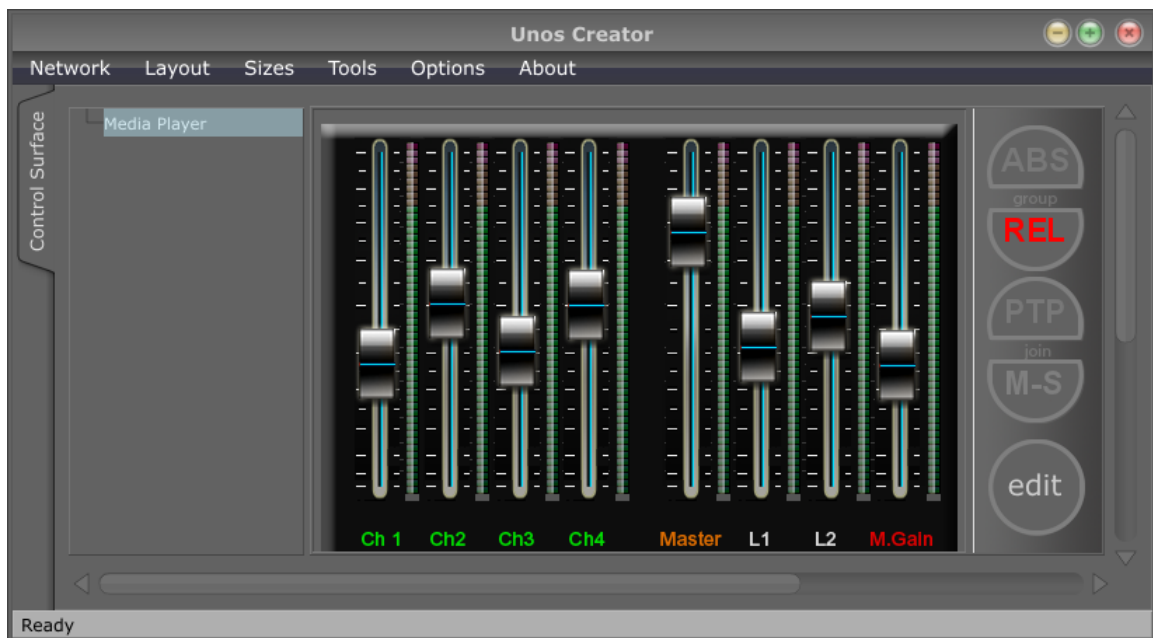 Unos Creator
Network Layout Sizes Tools Options About
Control Surface
Media Player
ABS
group
REL
PTP
join
M-S
edit
Ch 1 Ch2 Ch3 Ch4 Master L1 L2 M.Gain
Ready